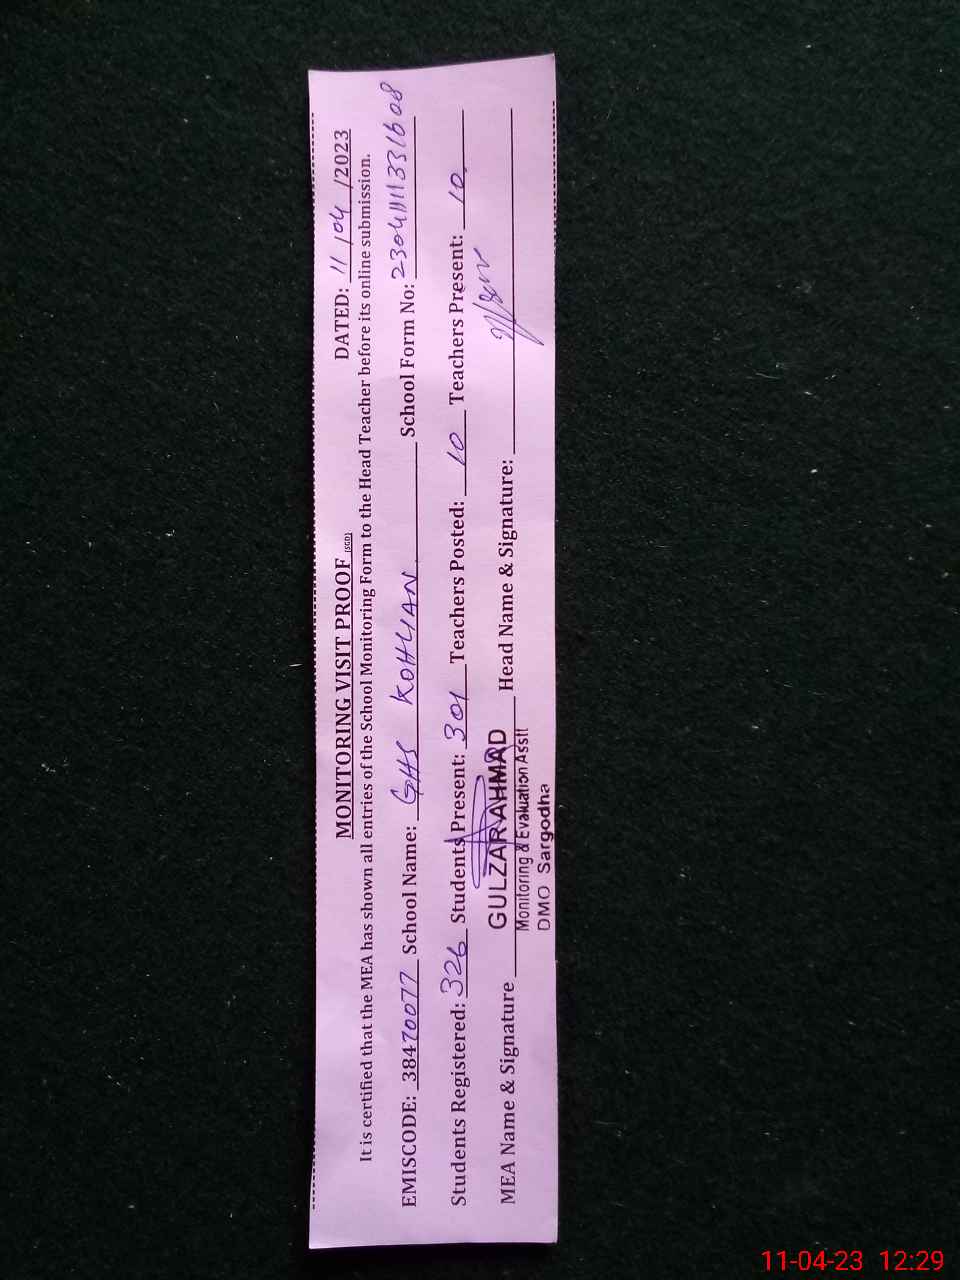 MONITORING VISIT PROOF (SGD) DATED: 11/04/2023
It is certified that the MEA has shown all entries of the School Monitoring Form to the Head Teacher before its online submission.
EMISCODE: 38470077 School Name: GHS KOHLIAN School Form No: 23041111331608
Students Registered: 326 Students Present: 301 Teachers Posted: 10 Teachers Present: 10
MEA Name & Signature GULZAR AHMAD Head Name & Signature:
Monitoring & Evaluation Asstt
DMO Sargodha
11-04-23 12:29